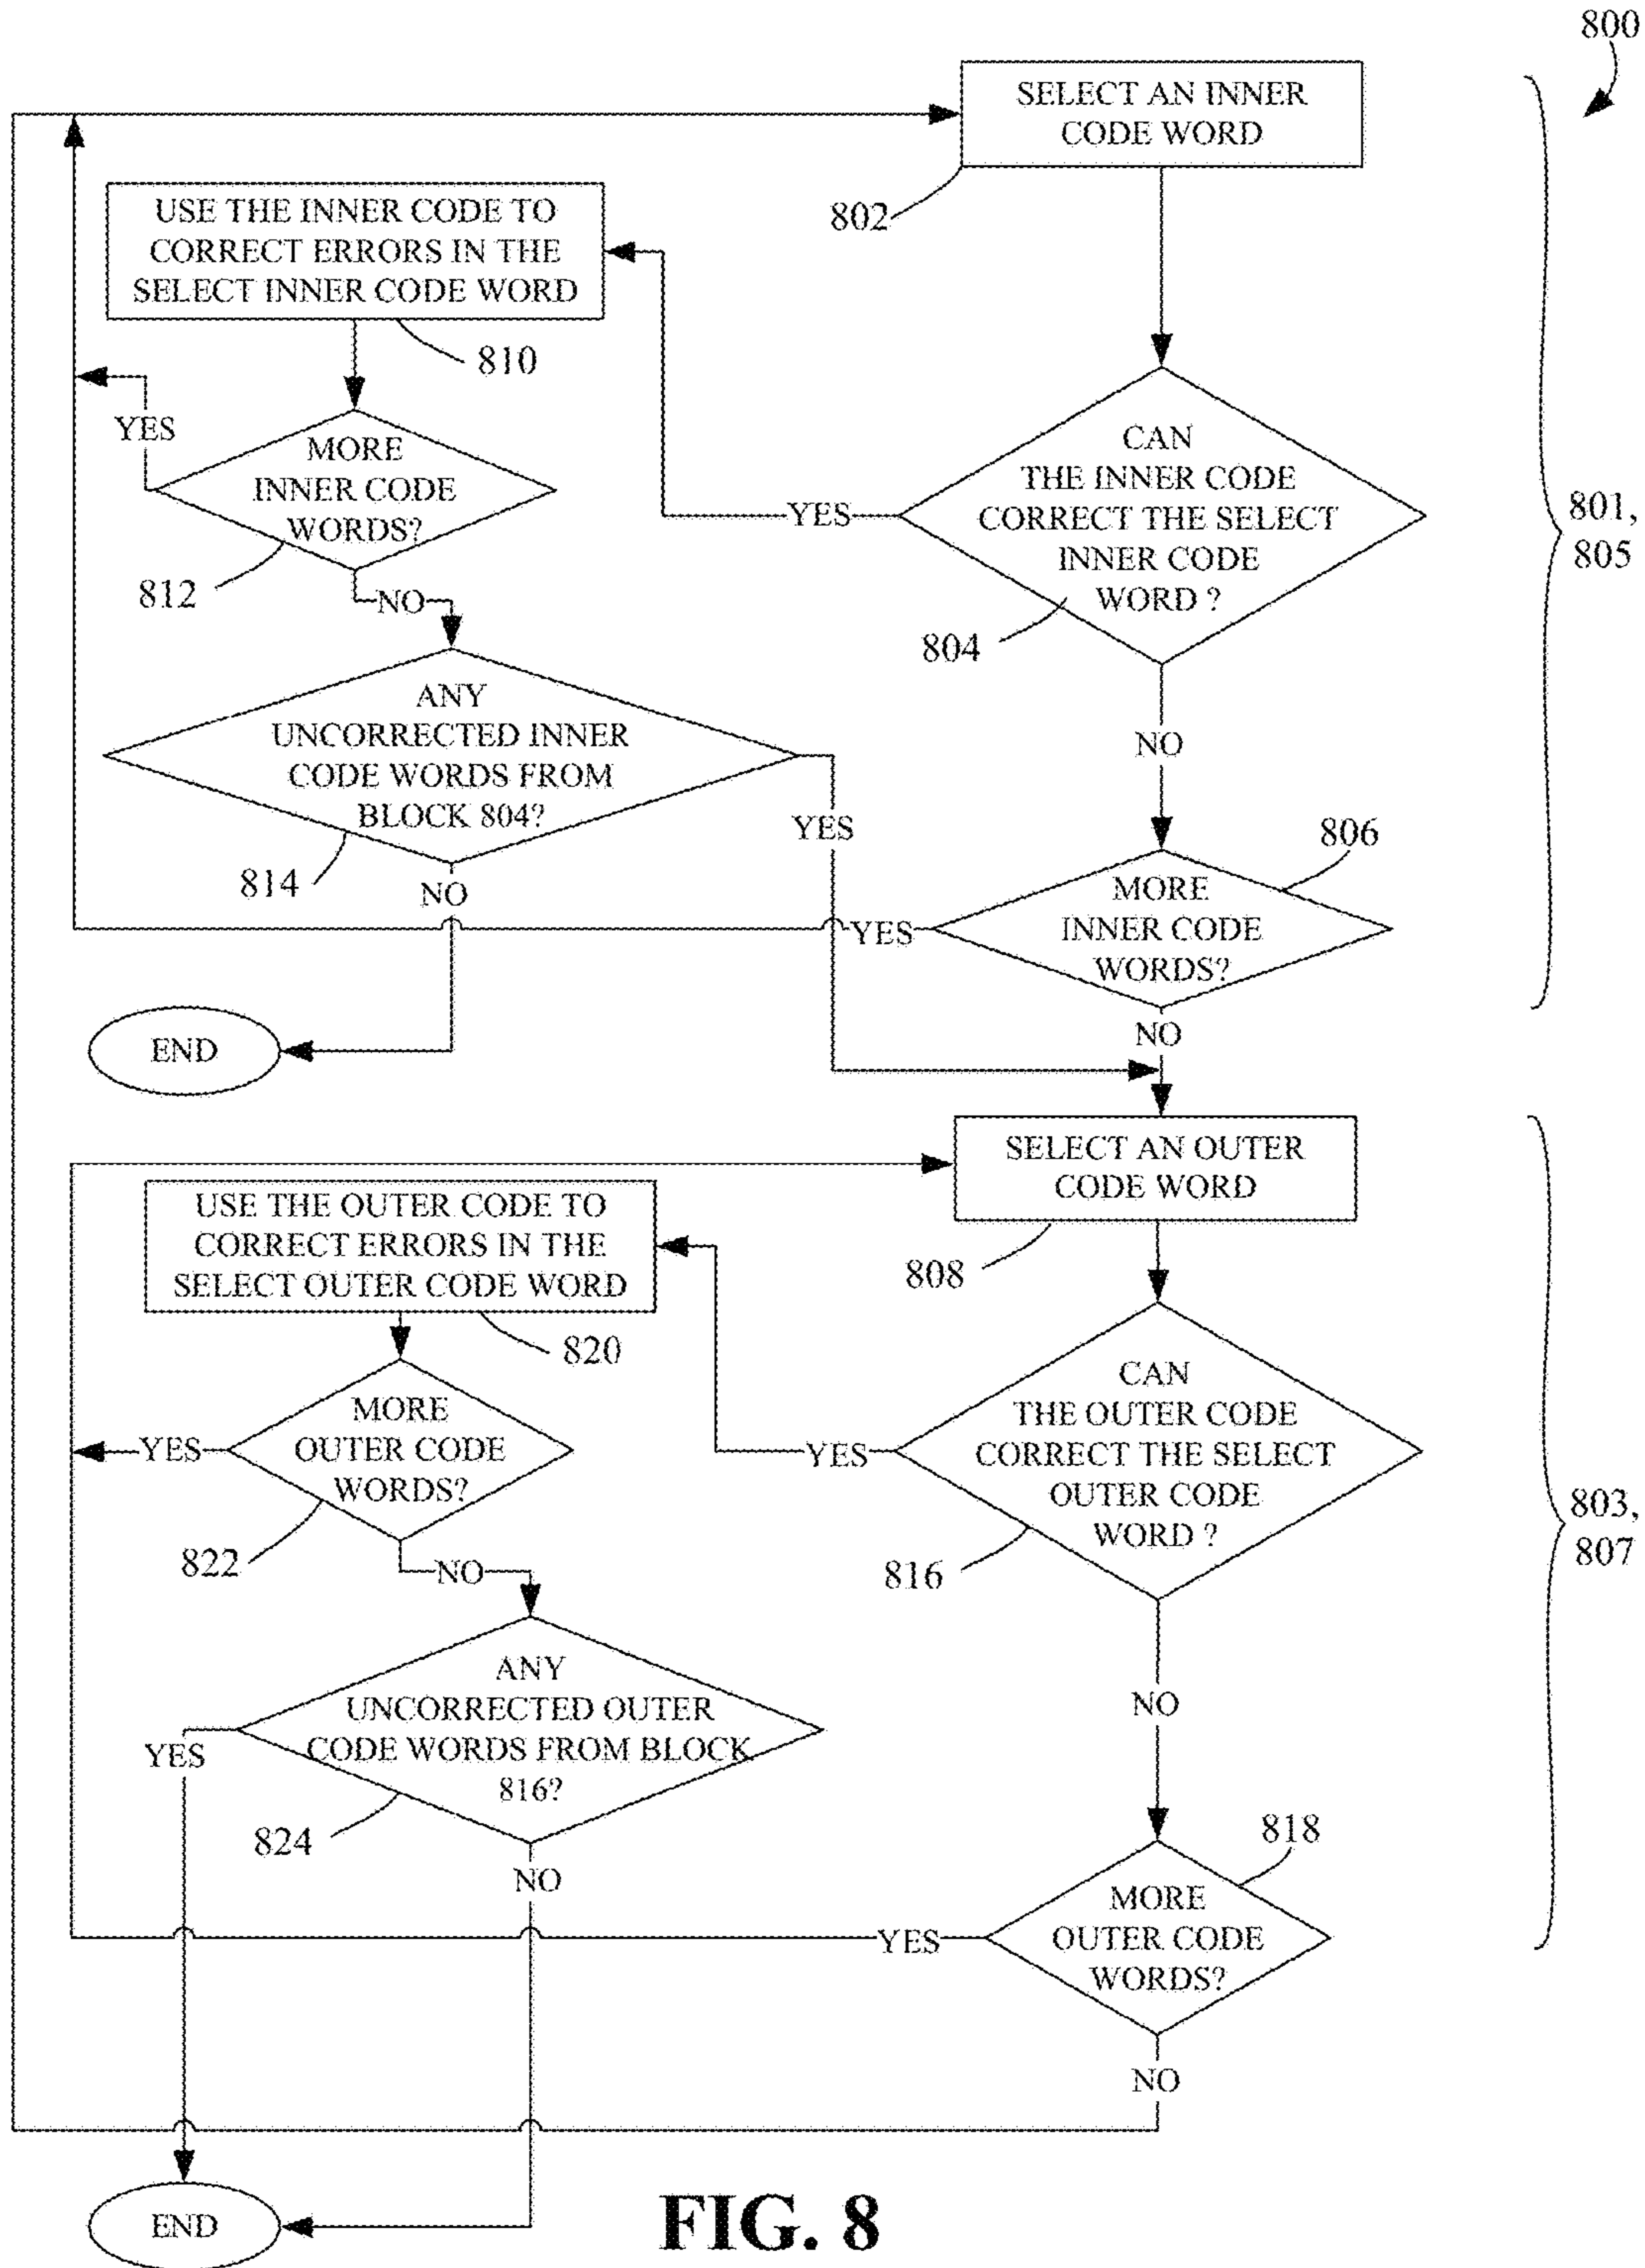 800
SELECT AN INNER
CODE WORD
802
USE THE INNER CODE TO
CORRECT ERRORS IN THE
SELECT INNER CODE WORD
810
YES
MORE
INNER CODE
WORDS?
812
NO
CAN
THE INNER CODE
CORRECT THE SELECT
INNER CODE
WORD ?
YES
804
801,
805
ANY
UNCORRECTED INNER
CODE WORDS FROM
BLOCK 804?
814
NO
YES
NO
806
MORE
INNER CODE
WORDS?
YES
NO
END
SELECT AN OUTER
CODE WORD
808
USE THE OUTER CODE TO
CORRECT ERRORS IN THE
SELECT OUTER CODE WORD
820
MORE
OUTER CODE
WORDS?
YES
822
NO
CAN
THE OUTER CODE
CORRECT THE SELECT
OUTER CODE
WORD ?
YES
816
803,
807
NO
ANY
UNCORRECTED OUTER
CODE WORDS FROM BLOCK
816?
YES
824
NO
818
MORE
OUTER CODE
WORDS?
YES
NO
END
FIG. 8